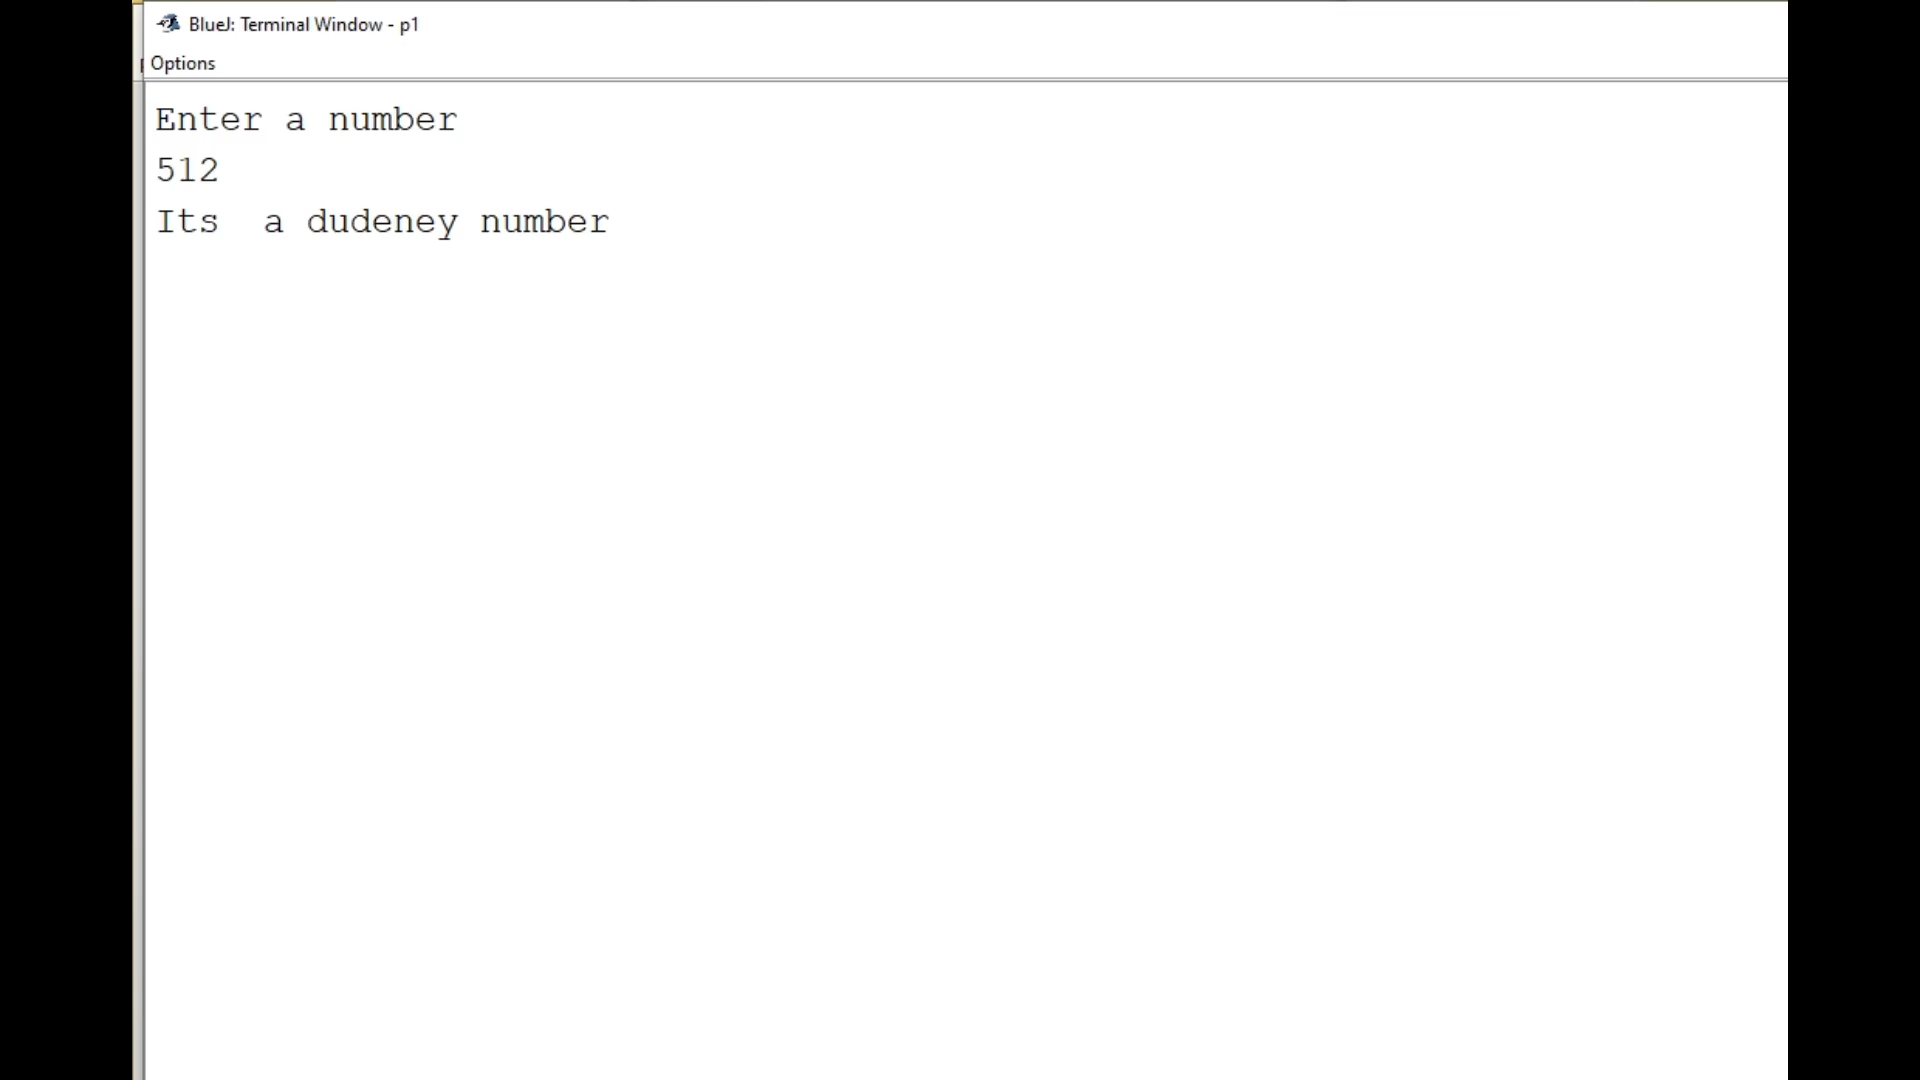 BlueJ: Terminal Window - p1
Options
Enter a number
512
Its  a dudeney number